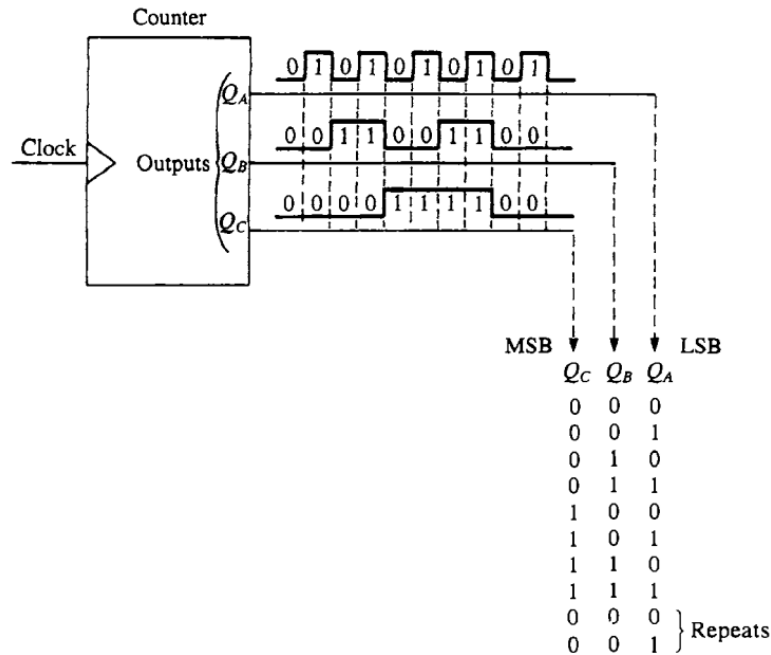 Counter
0 1 0 1 0 1 0 1 0 1
Q_A
0 0 1 1 0 0 1 1 0 0
Clock
Outputs
Q_B
0 0 0 0 1 1 1 1 0 0
Q_C
MSB
LSB
Q_C Q_B Q_A
0 0 0
0 0 1
0 1 0
0 1 1
1 0 0
1 0 1
1 1 0
1 1 1
0 0 0
0 0 1
Repeats